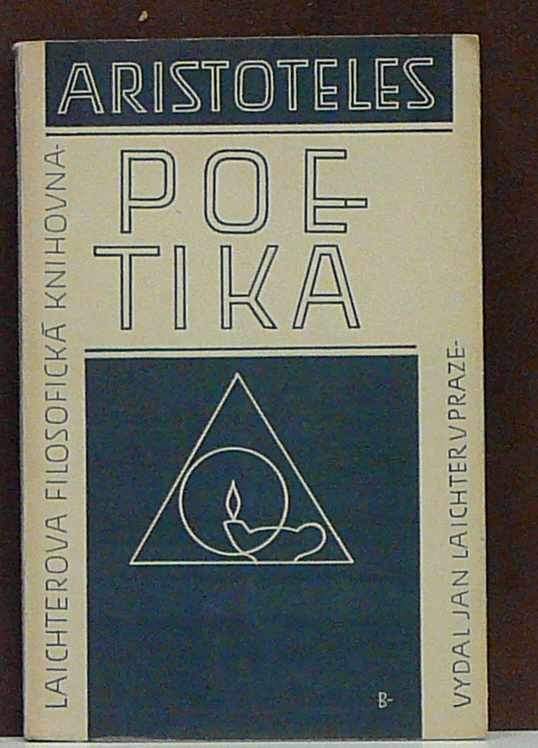 ARISTOTELES
POE-
TIKA
LAICHTEROVA FILOSOFICKÁ KNIHOVNA-
VYDAL JAN LAICHTER V PRAZE-
-B-